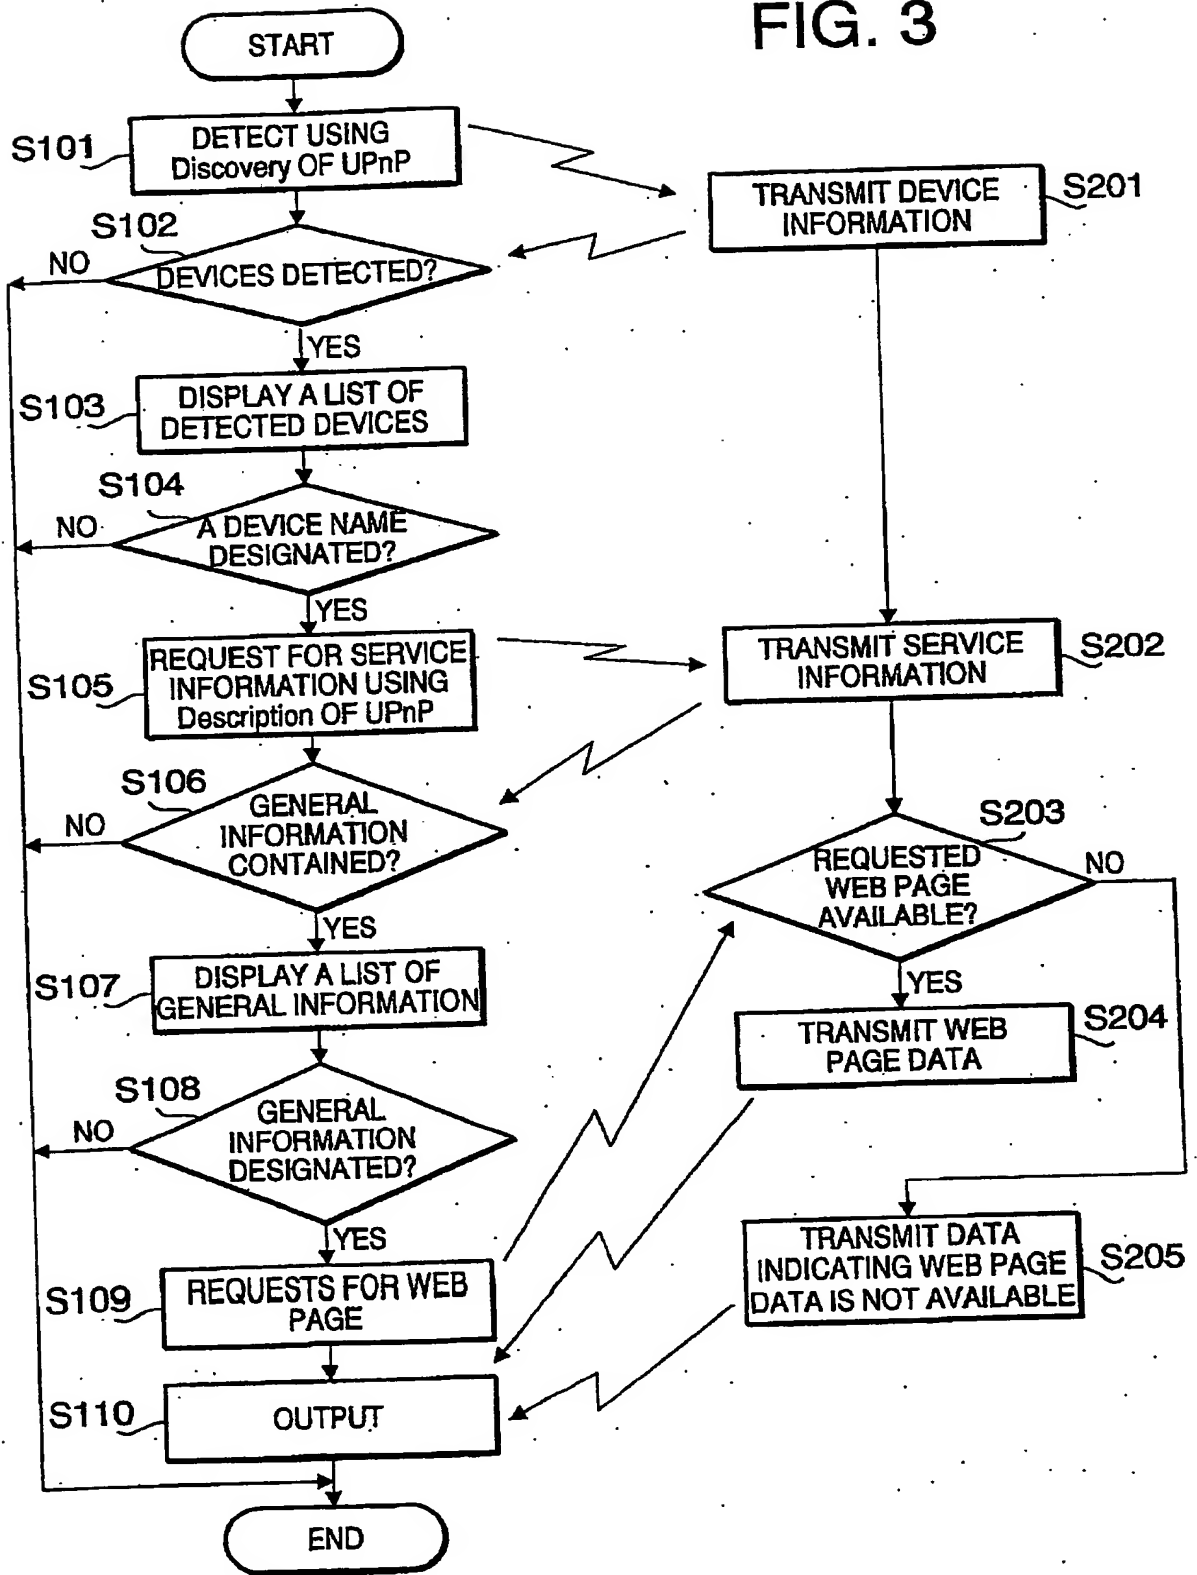 FIG. 3
START
S101
DETECT USING
Discovery OF UPnP
TRANSMIT DEVICE
INFORMATION
S201
S102
DEVICES DETECTED?
NO
YES
S103
DISPLAY A LIST OF
DETECTED DEVICES
S104
A DEVICE NAME
DESIGNATED?
NO
YES
S105
REQUEST FOR SERVICE
INFORMATION USING
Description OF UPnP
TRANSMIT SERVICE
INFORMATION
S202
S106
GENERAL
INFORMATION
CONTAINED?
NO
YES
S203
REQUESTED
WEB PAGE
AVAILABLE?
NO
YES
S107
DISPLAY A LIST OF
GENERAL INFORMATION
TRANSMIT WEB
PAGE DATA
S204
S108
GENERAL
INFORMATION
DESIGNATED?
NO
YES
S109
REQUESTS FOR WEB
PAGE
TRANSMIT DATA
INDICATING WEB PAGE
DATA IS NOT AVAILABLE
S205
S110
OUTPUT
END